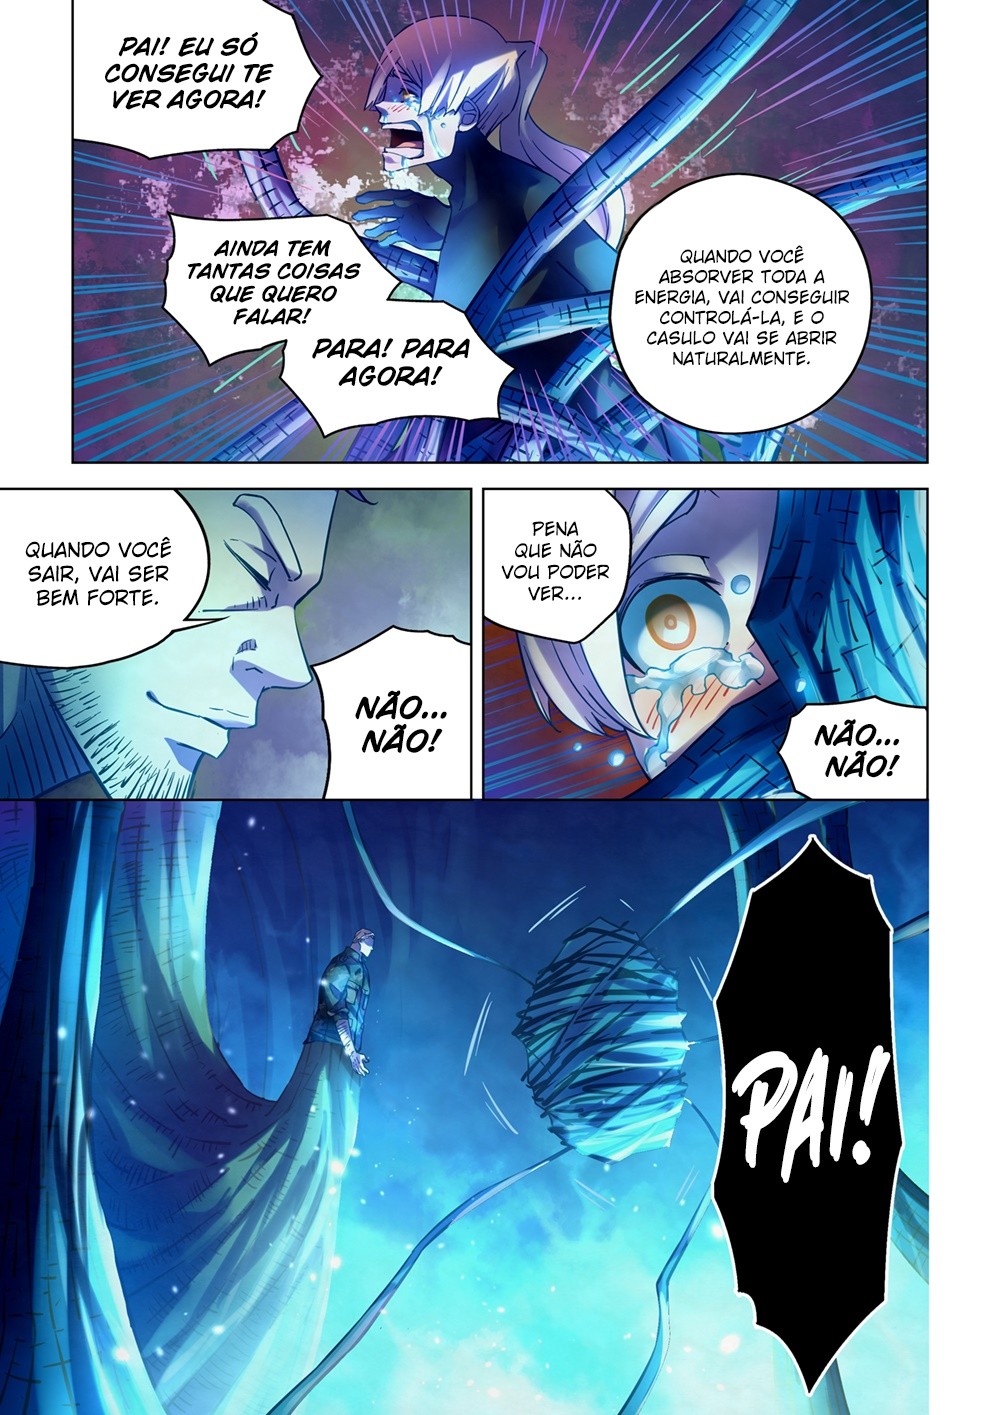 PAI! EU SÓ
CONSEGUI TE
VER AGORA!
AINDA TEM
TANTAS COISAS
QUE QUERO
FALAR!
PARA! PARA
AGORA!
QUANDO VOCÊ
ABSORVER TODA A
ENERGIA, VAI CONSEGUIR
CONTROLÁ-LA, E O
CASULO VAI SE ABRIR
NATURALMENTE.
QUANDO VOCÊ
SAIR, VAI SER
BEM FORTE.
NÃO...
NÃO!
PENA
QUE NÃO
VOU PODER
VER...
NÃO...
NÃO!
PAI!